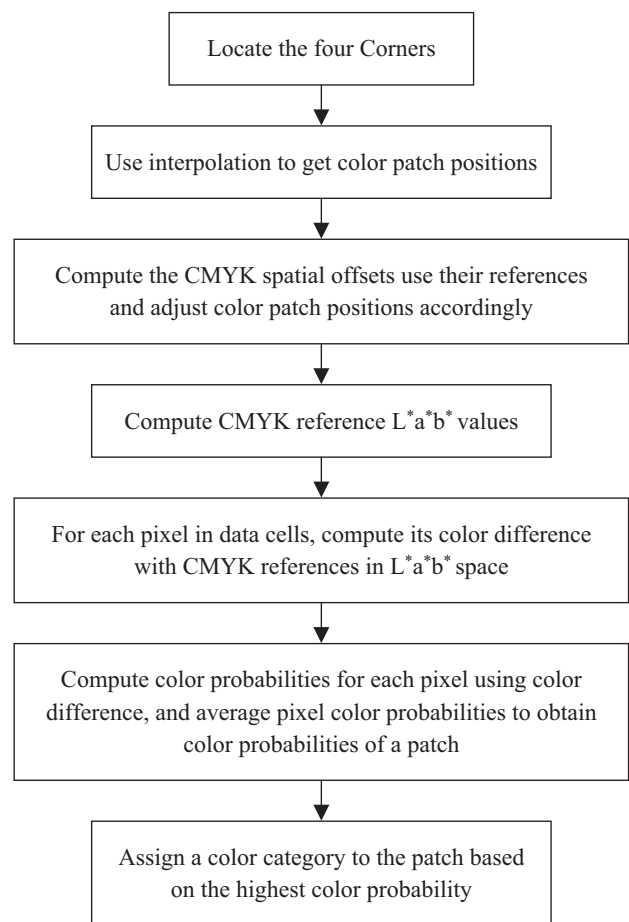 Locate the four Corners
Use interpolation to get color patch positions
Compute the CMYK spatial offsets use their references
and adjust color patch positions accordingly
Compute CMYK reference L*a*b* values
For each pixel in data cells, compute its color difference
with CMYK references in L*a*b* space
Compute color probabilities for each pixel using color
difference, and average pixel color probabilities to obtain
color probabilities of a patch
Assign a color category to the patch based
on the highest color probability